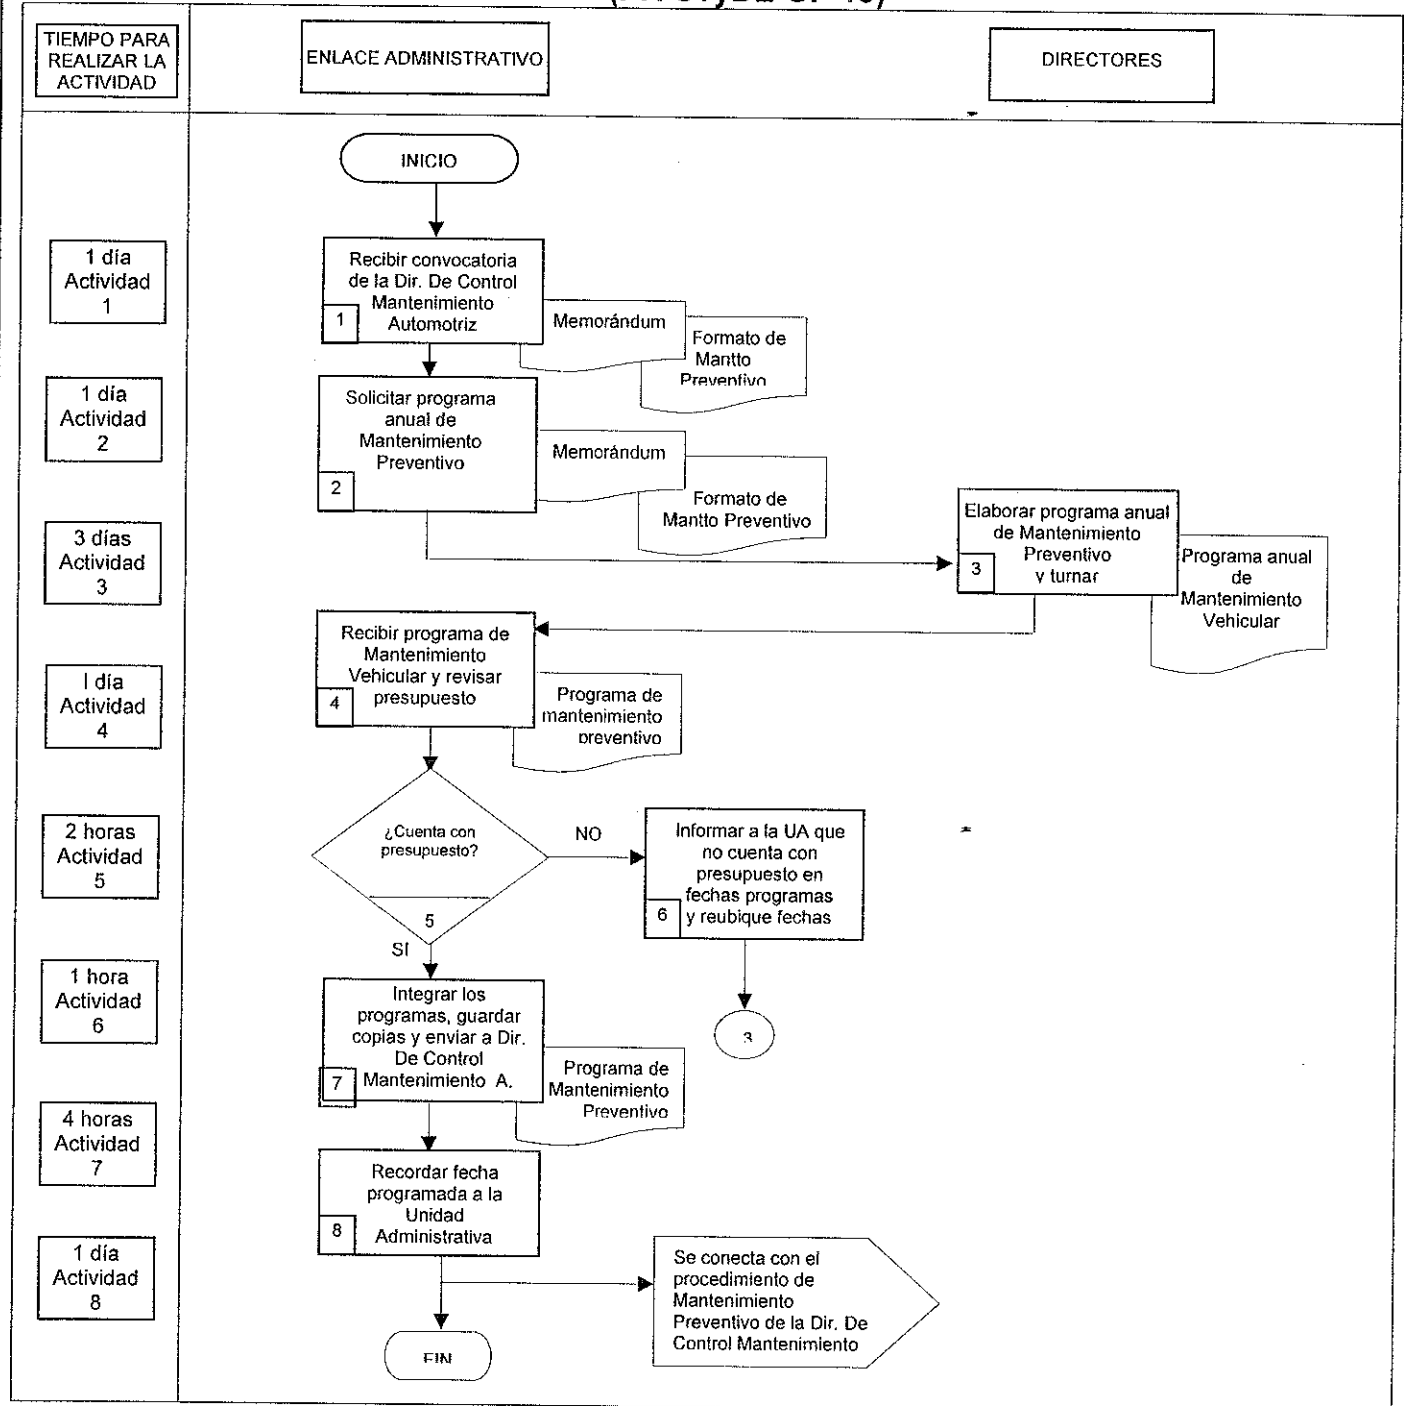 TIEMPO PARA
REALIZAR LA
ACTIVIDAD
ENLACE ADMINISTRATIVO
DIRECTORES
INICIO
1 día
Actividad
1
Recibir convocatoria
de la Dir. De Control
Mantenimiento
Automotriz
1
Memorándum
Formato de
Mantto
Preventivo
1 día
Actividad
2
Solicitar programa
anual de
Mantenimiento
Preventivo
2
Memorándum
Formato de
Mantto Preventivo
3 días
Actividad
3
Elaborar programa anual
de Mantenimiento
Preventivo
y turnar
3
Programa anual
de
Mantenimiento
Vehicular
I día
Actividad
4
Recibir programa de
Mantenimiento
Vehicular y revisar
presupuesto
4
Programa de
mantenimiento
preventivo
2 horas
Actividad
5
¿Cuenta con
presupuesto?
5
NO
SI
Informar a la UA que
no cuenta con
presupuesto en
fechas programas
y reubique fechas
6
3
1 hora
Actividad
6
Integrar los
programas, guardar
copias y enviar a Dir.
De Control
Mantenimiento A.
7
Programa de
Mantenimiento
Preventivo
4 horas
Actividad
7
Recordar fecha
programada a la
Unidad
Administrativa
8
1 día
Actividad
8
Se conecta con el
procedimiento de
Mantenimiento
Preventivo de la Dir. De
Control Mantenimiento
FIN